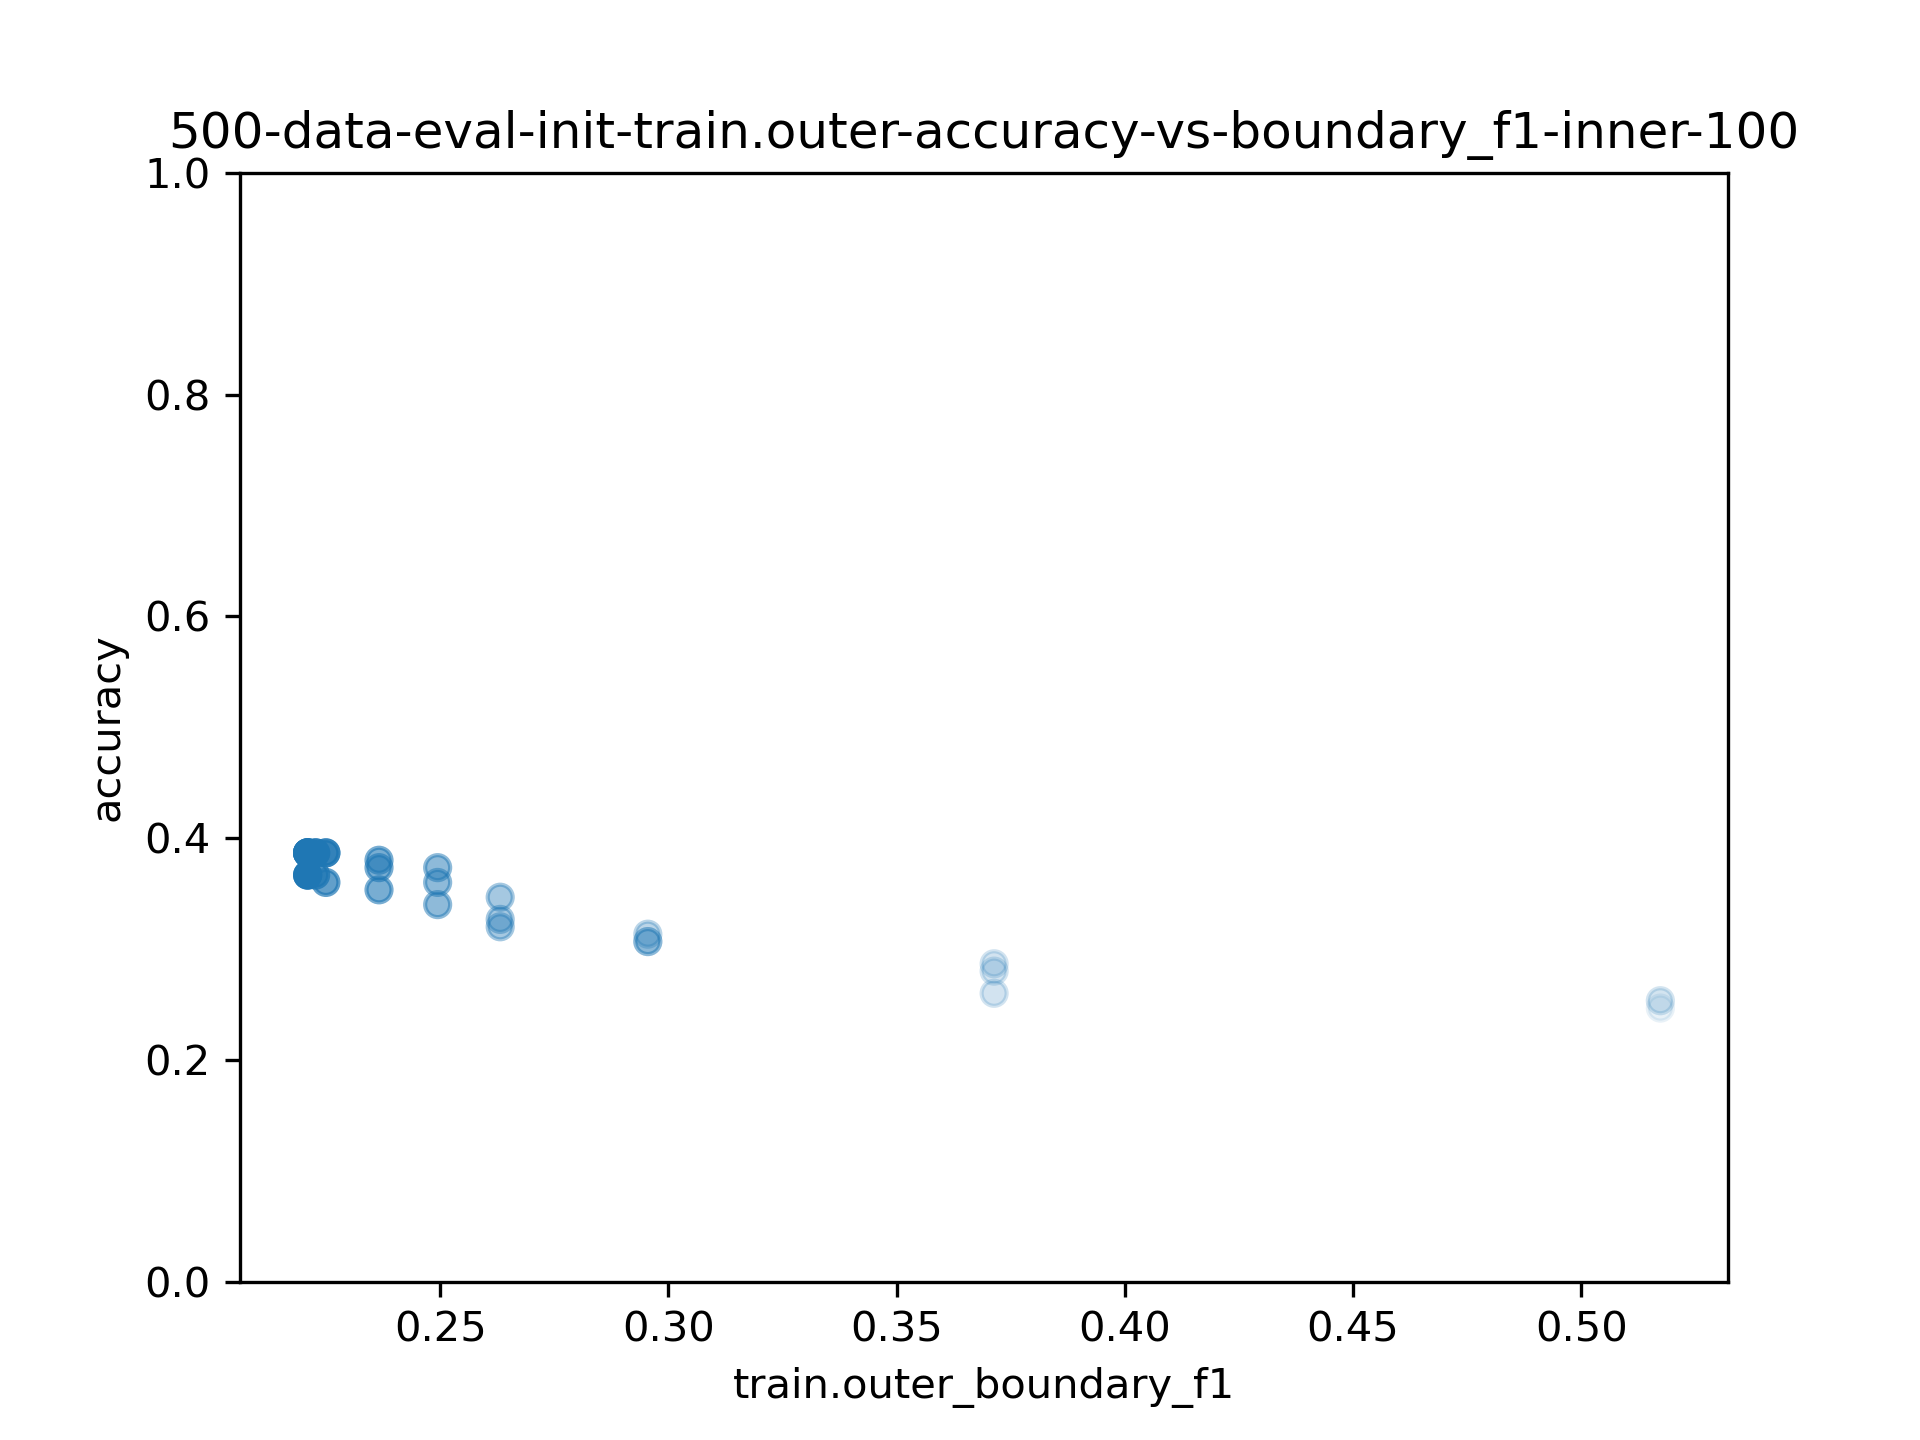 500-data-eval-init-train.outer-accuracy-vs-boundary_f1-inner-100
1.0
0.8
0.6
0.4
0.2
0.0
accuracy
0.25 0.30 0.35 0.40 0.45 0.50
train.outer_boundary_f1